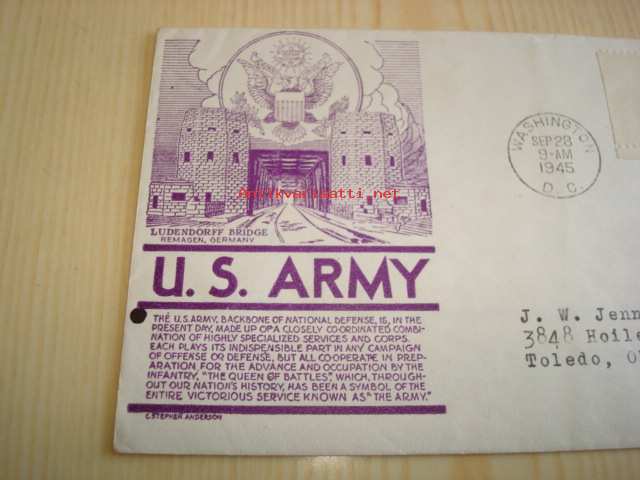 LUDENDORFF BRIDGE
REMAGEN, GERMANY
U.S. ARMY
THE U.S. ARMY, BACKBONE OF NATIONAL DEFENSE, IS, IN THE
PRESENT DAY, MADE UP OF A CLOSELY CO-ORDINATED COMBI-
NATION OF HIGHLY SPECIALIZED SERVICES AND CORPS.
EACH PLAYS ITS INDISPENSIBLE PART IN ANY CAMPAIGN
OF OFFENSE OR DEFENSE, BUT ALL CO-OPERATE IN PREP-
ARATION FOR THE ADVANCE AND OCCUPATION BY THE
INFANTRY, "THE QUEEN OF BATTLES", WHICH, THROUGH-
OUT OUR NATION'S HISTORY, HAS BEEN A SYMBOL OF THE
ENTIRE VICTORIOUS SERVICE KNOWN AS "THE ARMY."
C. STEPHEN ANDERSON
WASHINGTON
SEP 28
9-AM
1945
D. C.
J. W. Jenn
3848 Hoile
Toledo, O
Antikvariaatti.net